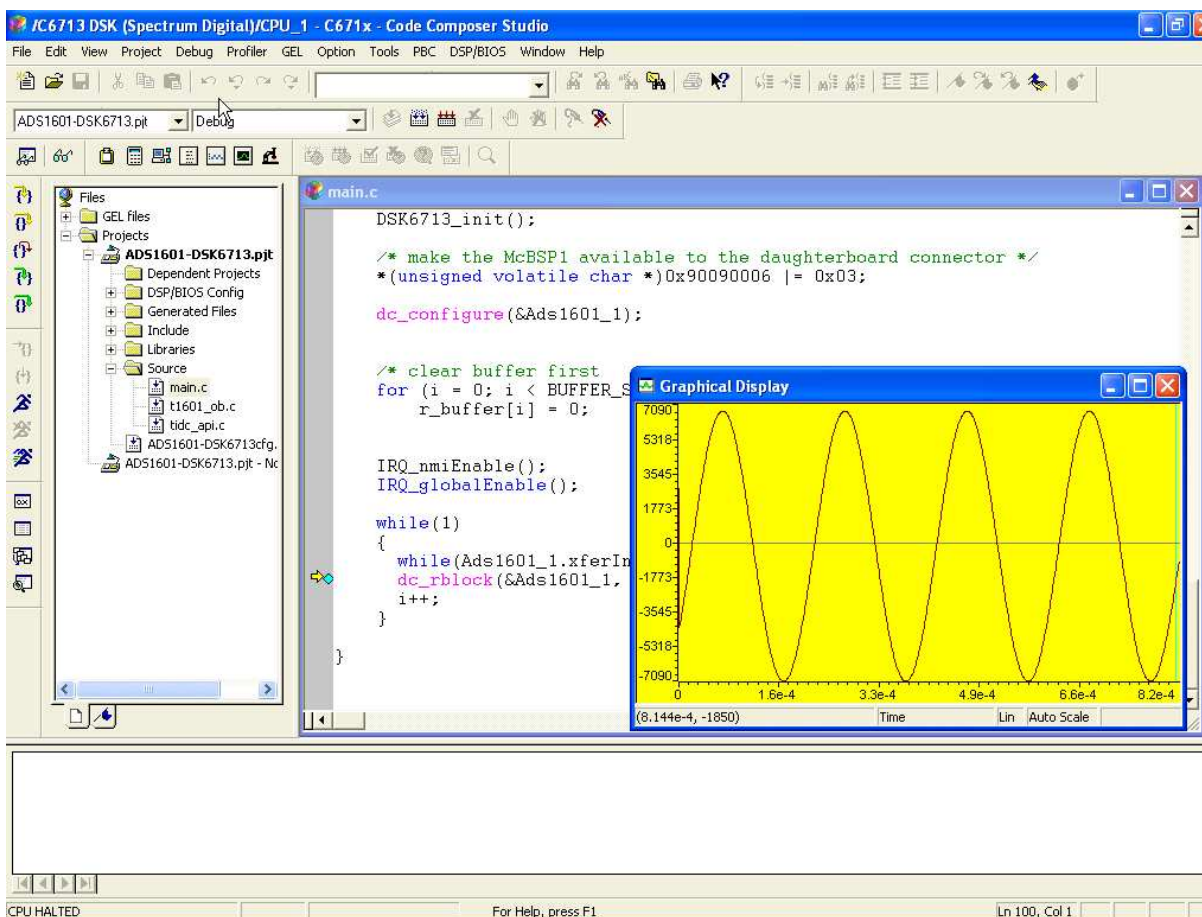 /C6713 DSK (Spectrum Digital)/CPU_1 - C671x - Code Composer Studio
File Edit View Project Debug Profiler GEL Option Tools PBC DSP/BIOS Window Help
ADS1601-DSK6713.pjt Debug
Files
GEL files
Projects
ADS1601-DSK6713.pjt
Dependent Projects
DSP/BIOS Config
Generated Files
Include
Libraries
Source
main.c
t1601_ob.c
tidc_api.c
ADS1601-DSK6713cfg.
ADS1601-DSK6713.pjt - Nc
main.c
DSK6713_init();
/* make the McBSP1 available to the daughterboard connector */
*(unsigned volatile char *)0x90090006 |= 0x03;
dc_configure(&Ads1601_1);
/* clear buffer first
for (i = 0; i < BUFFER_S
r_buffer[i] = 0;
IRQ_nmiEnable();
IRQ_globalEnable();
while(1)
{
while(Ads1601_1.xferIn
dc_rblock(&Ads1601_1,
i++;
}
}
Graphical Display
7090
5318
3545
1773
0
-1773
-3545
-5318
-7090
0 1.6e-4 3.3e-4 4.9e-4 6.6e-4 8.2e-4
(8.144e-4, -1850) Time Lin Auto Scale
CPU HALTED For Help, press F1 Ln 100, Col 1